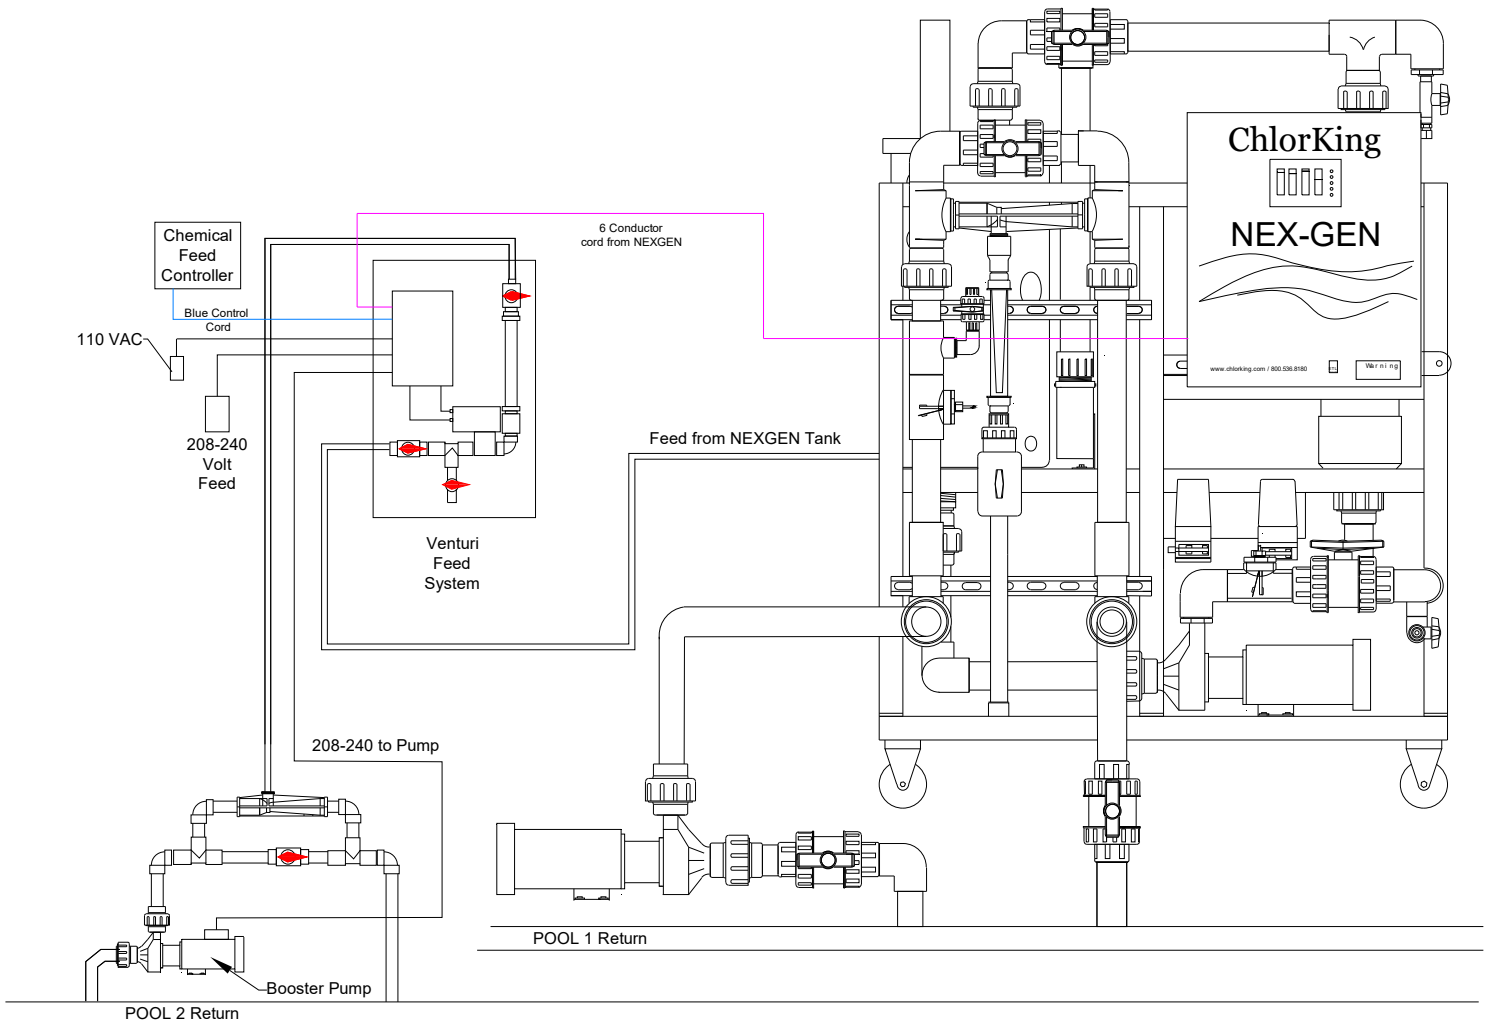 ChlorKing
NEX-GEN
www.chlorking.com / 800.536.8180
ETL
Warning
6 Conductor
cord from NEXGEN
Chemical
Feed
Controller
Blue Control
Cord
110 VAC
208-240
Volt
Feed
Feed from NEXGEN Tank
Venturi
Feed
System
208-240 to Pump
POOL 1 Return
Booster Pump
POOL 2 Return